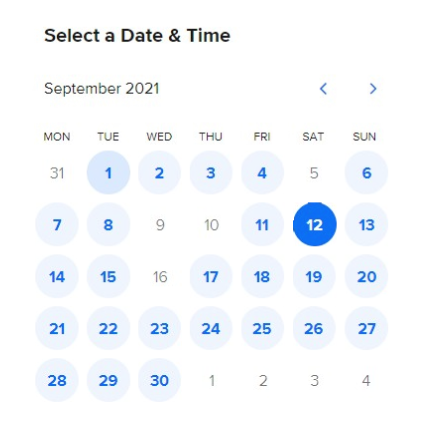 Select a Date & Time
September 2021
MON TUE WED THU FRI SAT SUN
31 1 2 3 4 5 6
7 8 9 10 11 12 13
14 15 16 17 18 19 20
21 22 23 24 25 26 27
28 29 30 1 2 3 4